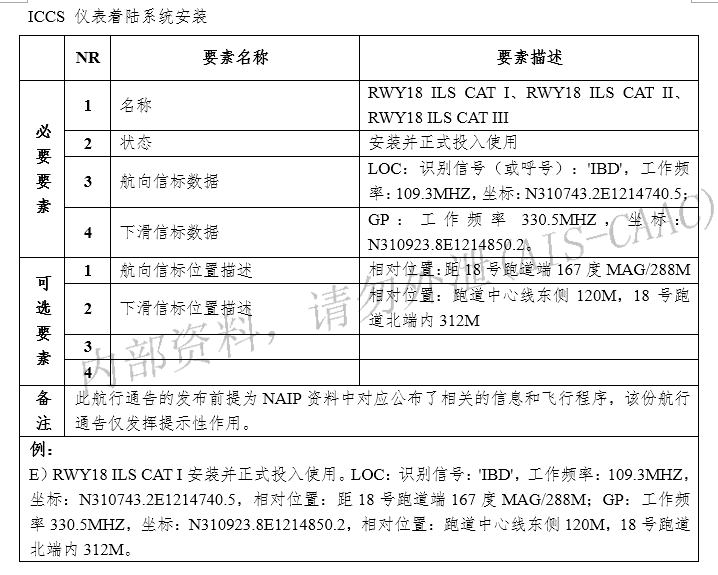 ICCS 仪表着陆系统安装
NR 要素名称 要素描述
必要要素
1 名称 RWY18 ILS CAT I、RWY18 ILS CAT II、
RWY18 ILS CAT III
2 状态 安装并正式投入使用
3 航向信标数据 LOC：识别信号（或呼号）：'IBD'，工作频
率：109.3MHZ，坐标：N310743.2E1214740.5；
4 下滑信标数据 GP：工作频率 330.5MHZ，坐标：
N310923.8E1214850.2。
可选要素
1 航向信标位置描述 相对位置：距 18 号跑道端 167 度 MAG/288M
2 下滑信标位置描述 相对位置：跑道中心线东侧 120M，18 号跑
道北端内 312M
3
4
备注
此航行通告的发布前提为 NAIP 资料中对应公布了相关的信息和飞行程序，该份航行
通告仅发挥提示性作用。
例：
E）RWY18 ILS CAT I 安装并正式投入使用。LOC：识别信号：'IBD'，工作频率：109.3MHZ，
坐标：N310743.2E1214740.5，相对位置：距 18 号跑道端 167 度 MAG/288M；GP：工作频
率 330.5MHZ，坐标：N310923.8E1214850.2，相对位置：跑道中心线东侧 120M，18 号跑道
北端内 312M。
内部资料，请勿外泄(AIS-CAAC)